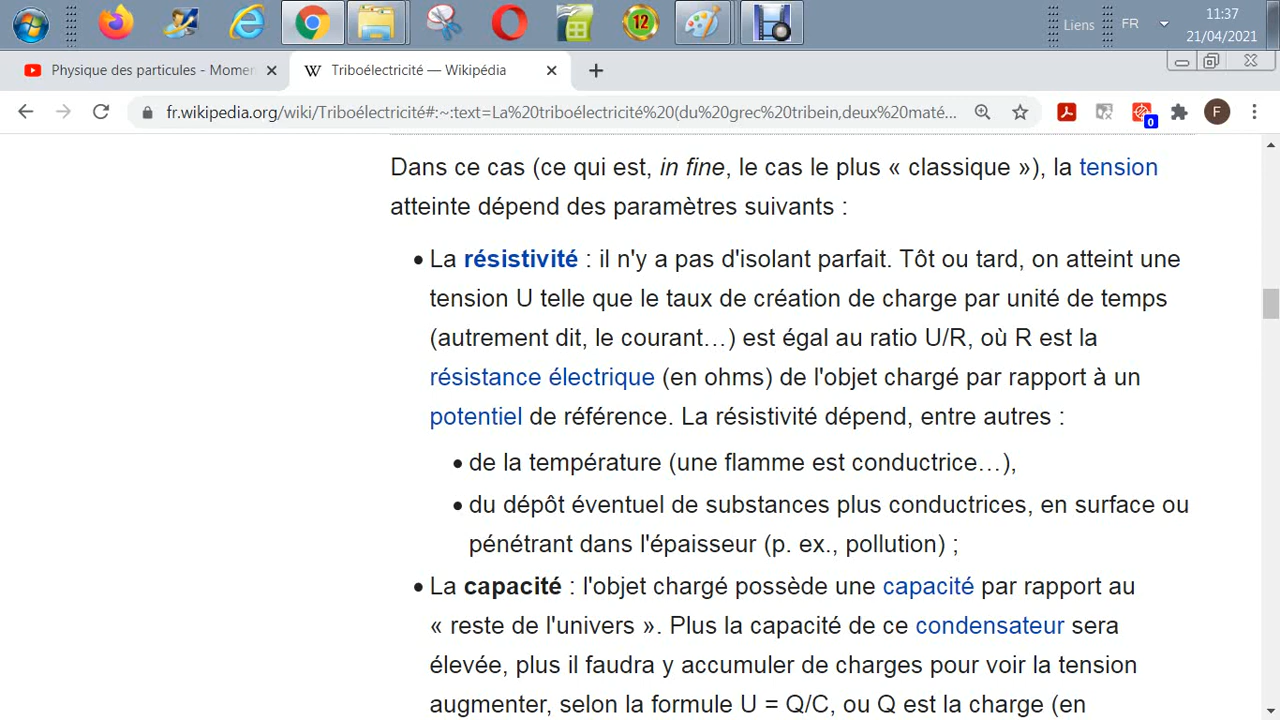 12
Liens
FR
11:37
21/04/2021
Physique des particules - Momen
Triboélectricité — Wikipédia
fr.wikipedia.org/wiki/Triboélectricité#:~:text=La%20triboélectricité%20(du%20grec%20tribein,deux%20maté...
0
F
Dans ce cas (ce qui est, in fine, le cas le plus « classique »), la tension
atteinte dépend des paramètres suivants :
• La résistivité : il n'y a pas d'isolant parfait. Tôt ou tard, on atteint une
tension U telle que le taux de création de charge par unité de temps
(autrement dit, le courant…) est égal au ratio U/R, où R est la
résistance électrique (en ohms) de l'objet chargé par rapport à un
potentiel de référence. La résistivité dépend, entre autres :
• de la température (une flamme est conductrice…),
• du dépôt éventuel de substances plus conductrices, en surface ou
pénétrant dans l'épaisseur (p. ex., pollution) ;
• La capacité : l'objet chargé possède une capacité par rapport au
« reste de l'univers ». Plus la capacité de ce condensateur sera
élevée, plus il faudra y accumuler de charges pour voir la tension
augmenter, selon la formule U = Q/C, ou Q est la charge (en